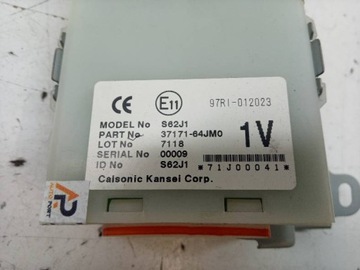 CE E11 97RI-012023
MODEL No S62J1
PART No 37171-64JM0
LOT No 7118
SERIAL No 00009
ID No S62J1
1V
*71J00041*
Calsonic Kansei Corp.